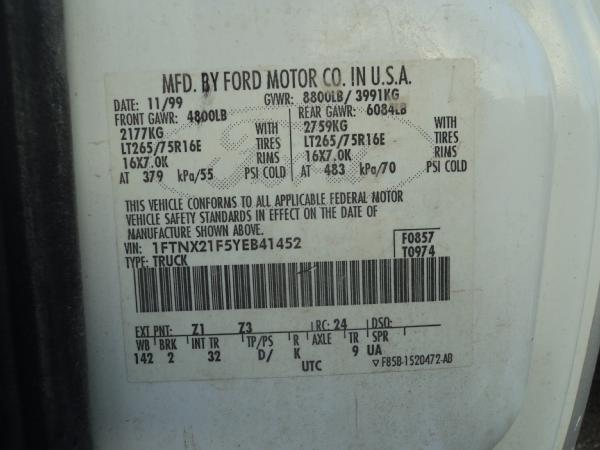 MFD. BY FORD MOTOR CO. IN U.S.A.
DATE: 11/99 GVWR: 8800LB/ 3991KG
FRONT GAWR: 4800LB REAR GAWR: 6084LB
2177KG WITH 2759KG WITH
LT265/75R16E TIRES LT265/75R16E TIRES
16X7.0K RIMS 16X7.0K RIMS
AT 379 kPa/55 PSI COLD AT 483 kPa/70 PSI COLD
THIS VEHICLE CONFORMS TO ALL APPLICABLE FEDERAL MOTOR
VEHICLE SAFETY STANDARDS IN EFFECT ON THE DATE OF
MANUFACTURE SHOWN ABOVE.
VIN: 1FTNX21F5YEB41452 F0857
TYPE: TRUCK T0974
EXT PNT: Z1 Z3 RC: 24 DSO:
WB BRK INT TR TP/PS R AXLE TR SPR
142 2 32 D/ K 9 UA
UTC F85B-1520472-AB